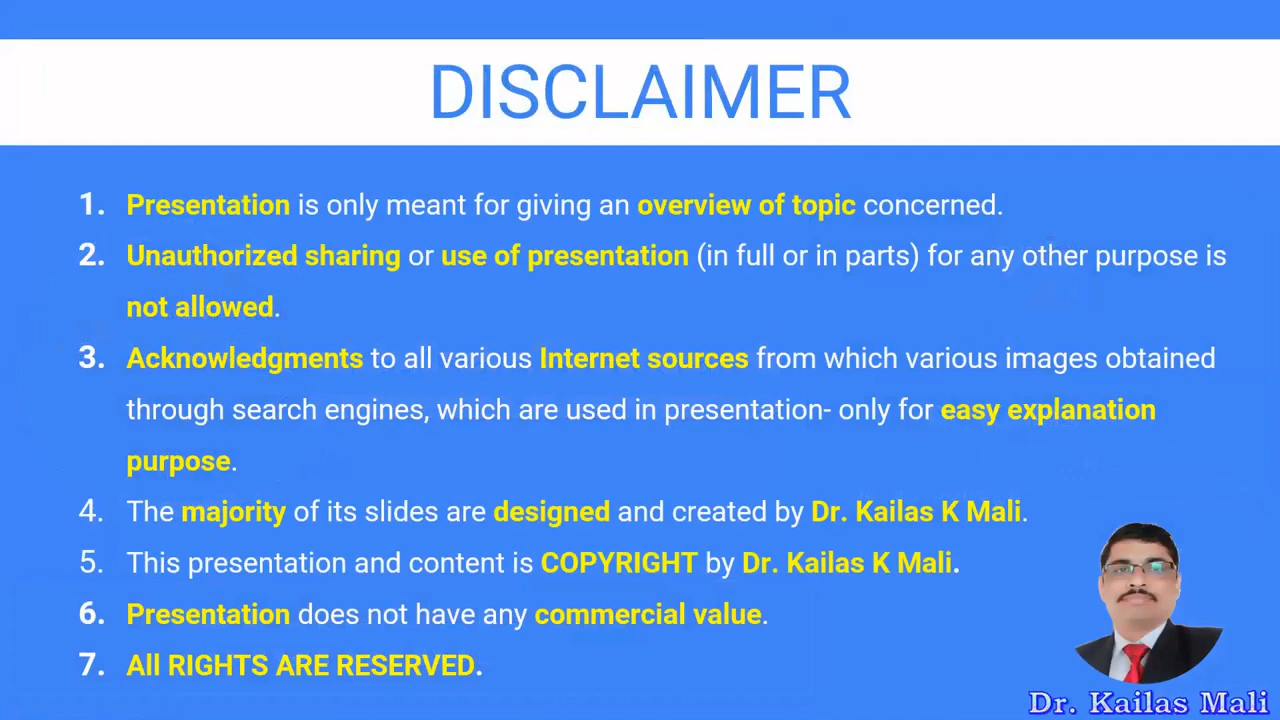 DISCLAIMER
1. Presentation is only meant for giving an overview of topic concerned.
2. Unauthorized sharing or use of presentation (in full or in parts) for any other purpose is
not allowed.
3. Acknowledgments to all various Internet sources from which various images obtained
through search engines, which are used in presentation- only for easy explanation
purpose.
4. The majority of its slides are designed and created by Dr. Kailas K Mali.
5. This presentation and content is COPYRIGHT by Dr. Kailas K Mali.
6. Presentation does not have any commercial value.
7. All RIGHTS ARE RESERVED.
Dr. Kailas Mali